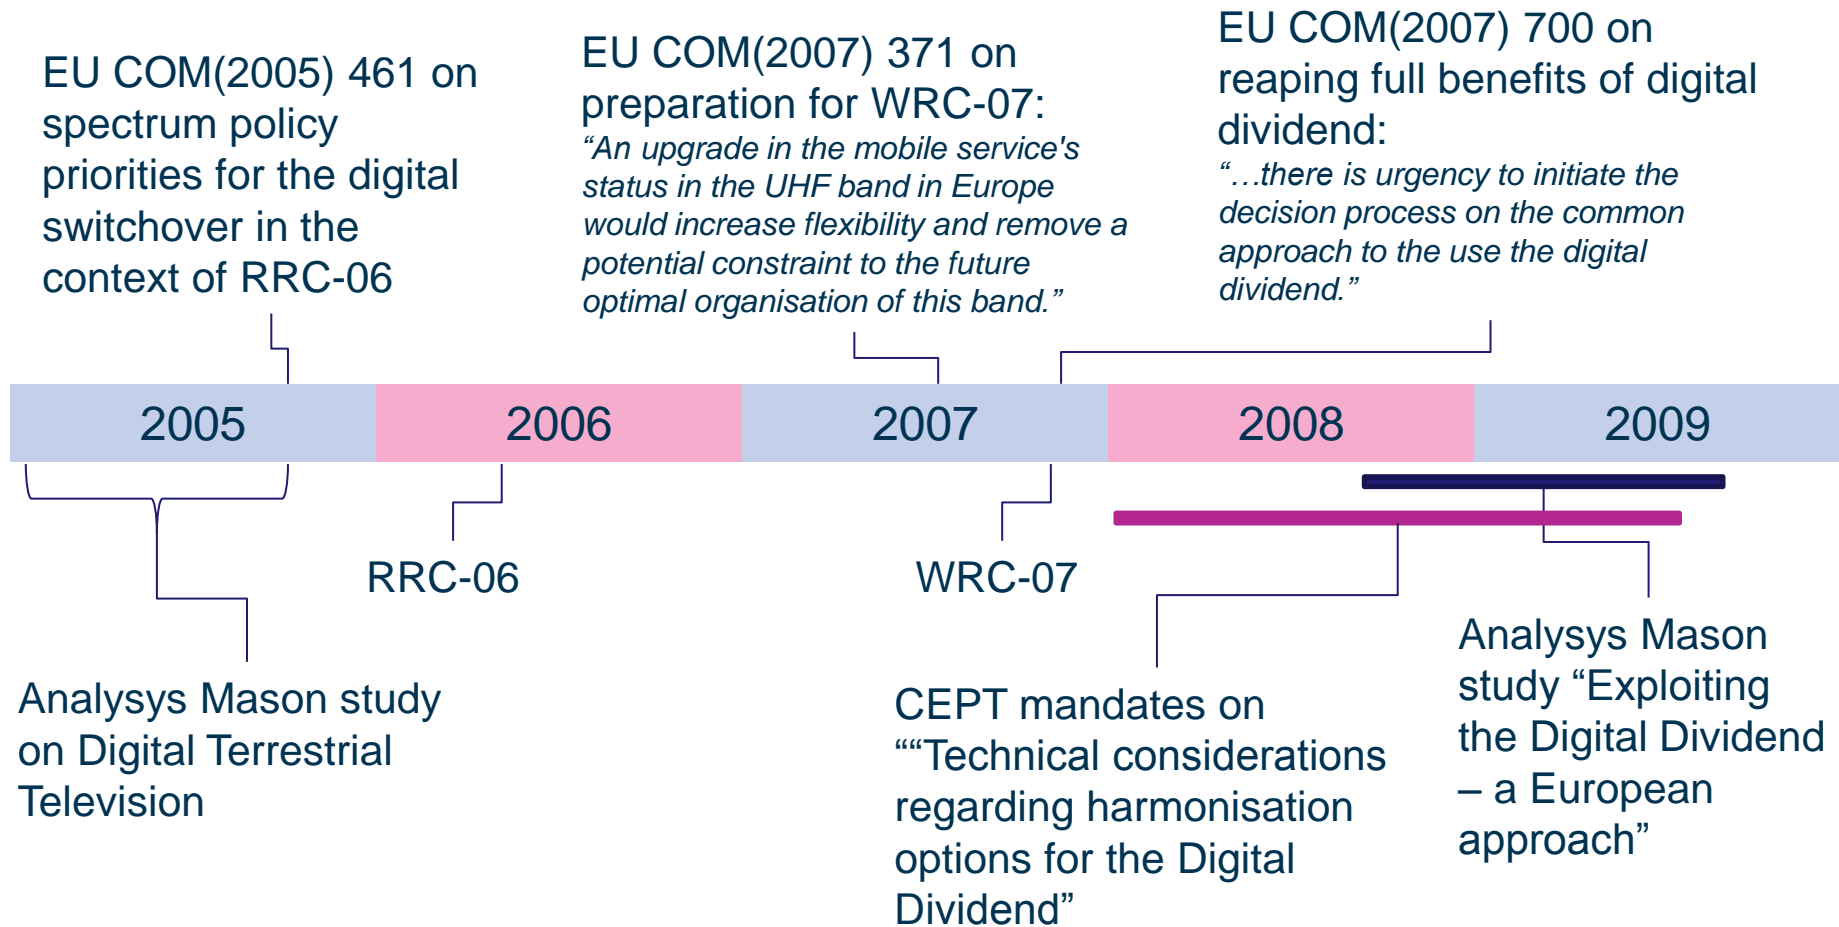 EU COM(2005) 461 on
spectrum policy
priorities for the digital
switchover in the
context of RRC-06
EU COM(2007) 371 on
preparation for WRC-07:
“An upgrade in the mobile service's
status in the UHF band in Europe
would increase flexibility and remove a
potential constraint to the future
optimal organisation of this band.”
EU COM(2007) 700 on
reaping full benefits of digital
dividend:
“…there is urgency to initiate the
decision process on the common
approach to the use the digital
dividend.”
2005
2006
2007
2008
2009
RRC-06
WRC-07
Analysys Mason study
on Digital Terrestrial
Television
CEPT mandates on
““Technical considerations
regarding harmonisation
options for the Digital
Dividend”
Analysys Mason
study “Exploiting
the Digital Dividend
– a European
approach”